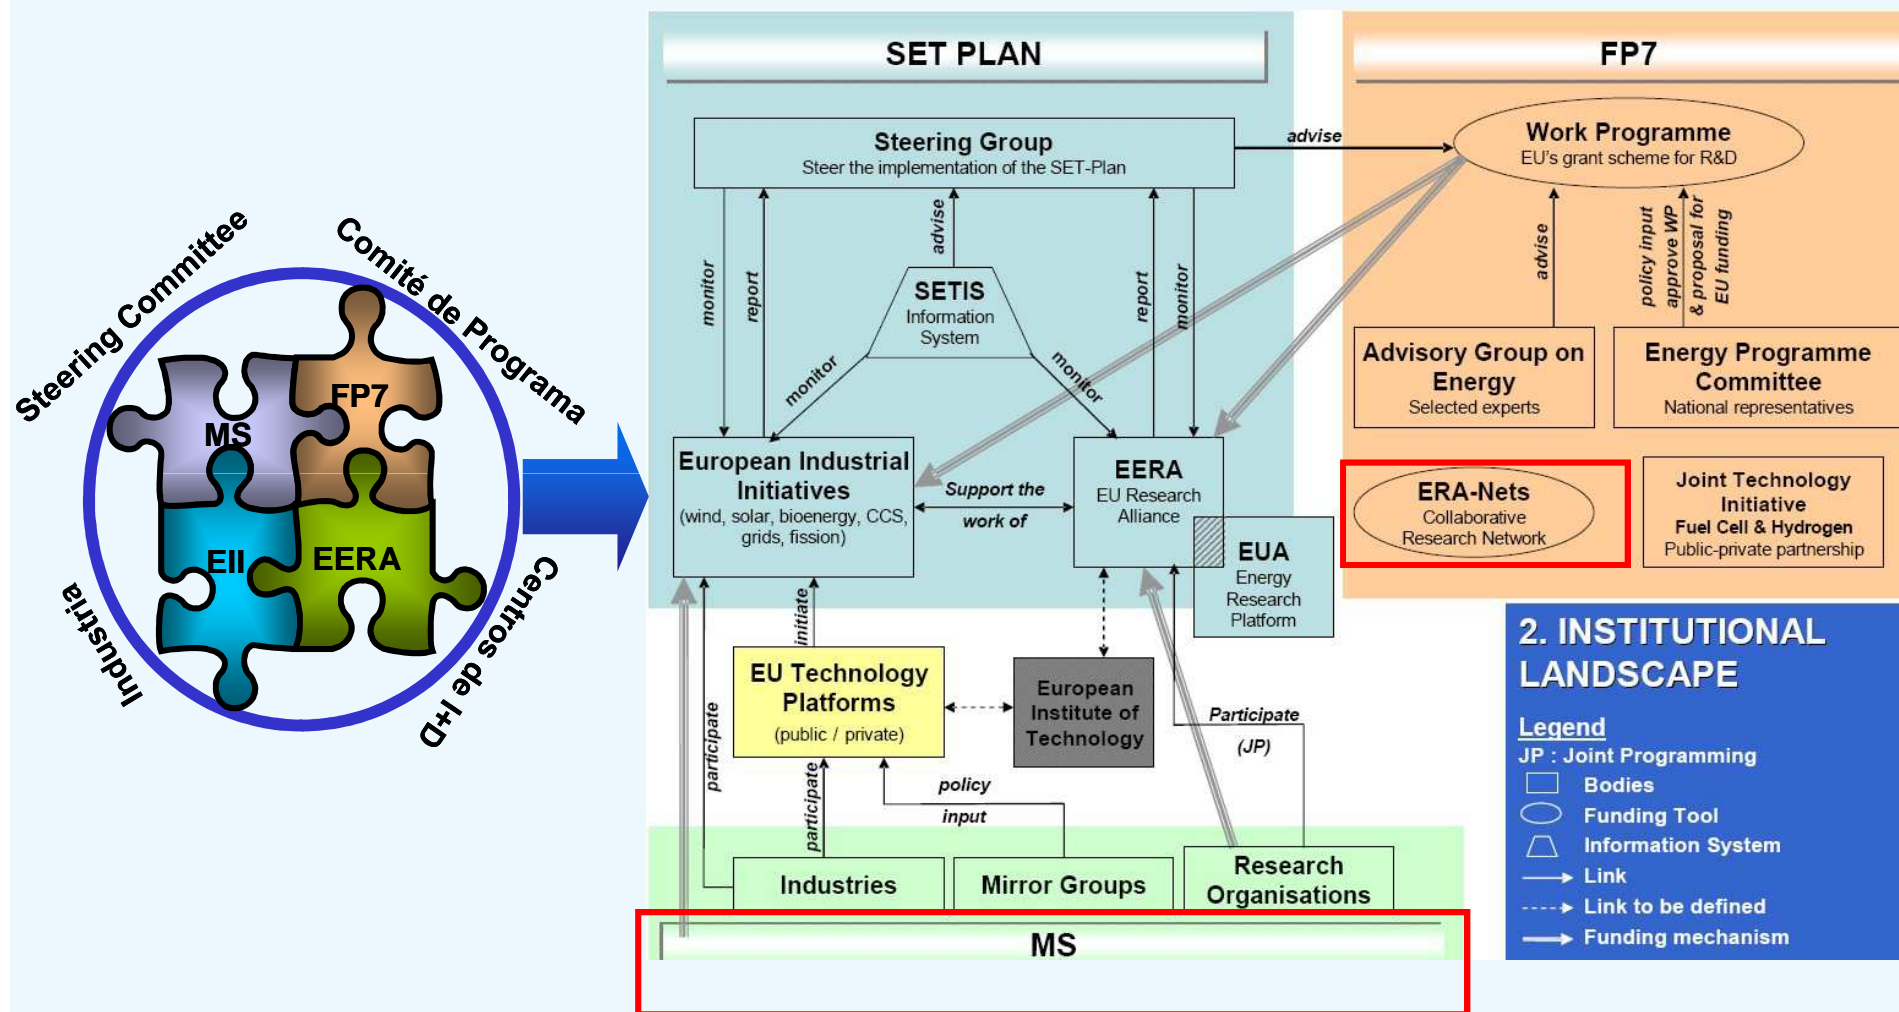 Steering Committee
Comité de Programa
FP7
MS
EII
EERA
Industria
Centros de I+D
SET PLAN
Steering Group
Steer the implementation of the SET-Plan
advise
monitor
report
advise
report
monitor
SETIS
Information
System
monitor
monitor
European Industrial
Initiatives
(wind, solar, bioenergy, CCS,
grids, fission)
Support the
work of
EERA
EU Research
Alliance
EUA
Energy
Research
Platform
initiate
EU Technology
Platforms
(public / private)
European
Institute of
Technology
Participate
(JP)
participate
participate
policy
input
Industries
Mirror Groups
Research
Organisations
MS
FP7
Work Programme
EU's grant scheme for R&D
advise
policy input
approve WP
& proposal for
EU funding
Advisory Group on
Energy
Selected experts
Energy Programme
Committee
National representatives
ERA-Nets
Collaborative
Research Network
Joint Technology
Initiative
Fuel Cell & Hydrogen
Public-private partnership
2. INSTITUTIONAL
LANDSCAPE
Legend
JP : Joint Programming
Bodies
Funding Tool
Information System
Link
Link to be defined
Funding mechanism